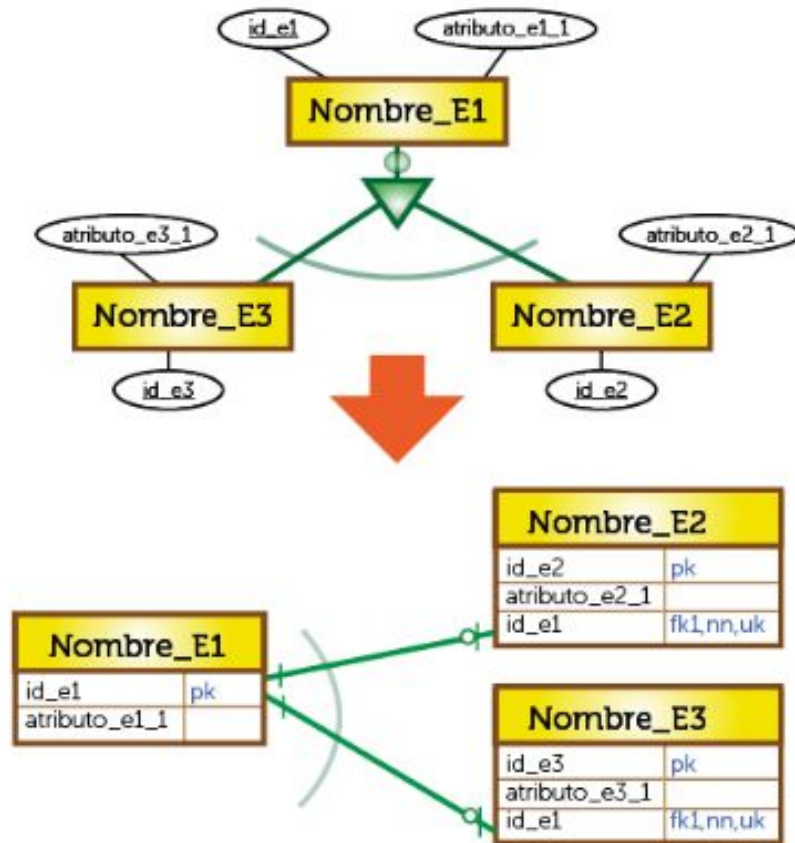 id_e1
atributo_e1_1
Nombre_E1
atributo_e3_1
atributo_e2_1
Nombre_E3
Nombre_E2
id_e3
id_e2
Nombre_E2
id_e2 pk
atributo_e2_1
id_e1 fk1,nn,uk
Nombre_E1
id_e1 pk
atributo_e1_1
Nombre_E3
id_e3 pk
atributo_e3_1
id_e1 fk1,nn,uk